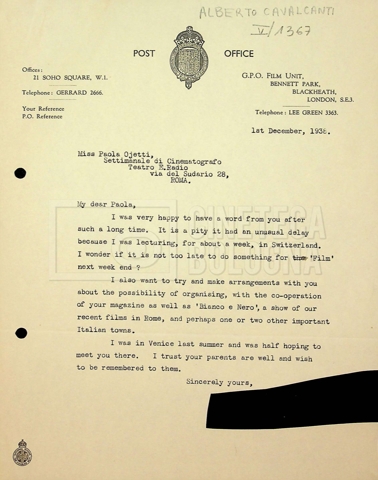 ALBERTO CAVALCANTI
V/1367
POST OFFICE
Offices:
21 SOHO SQUARE, W.1.
Telephone: GERRARD 2666.
Your Reference
P.O. Reference
G.P.O. FILM UNIT,
BENNETT PARK,
BLACKHEATH,
LONDON, S.E.3.
Telephone: LEE GREEN 3363.
1st December, 1938.
Miss Paola Ojetti,
Settimanale di Cinematografo
Teatro E.Radio
via del Sudario 28,
ROMA.
My dear Paola,
I was very happy to have a word from you after
such a long time. It is a pity it had an unusual delay
because I was lecturing, for about a week, in Switzerland.
I wonder if it is not too late to do something for the 'Film'
next week end ?
I also want to try and make arrangements with you
about the possibility of organising, with the co-operation
of your magazine as well as 'Bianco e Nero', a show of our
recent films in Rome, and perhaps one or two other important
Italian towns.
I was in Venice last summer and was half hoping to
meet you there. I trust your parents are well and wish
to be remembered to them.
Sincerely yours,
CINETECA
BOLOGNA